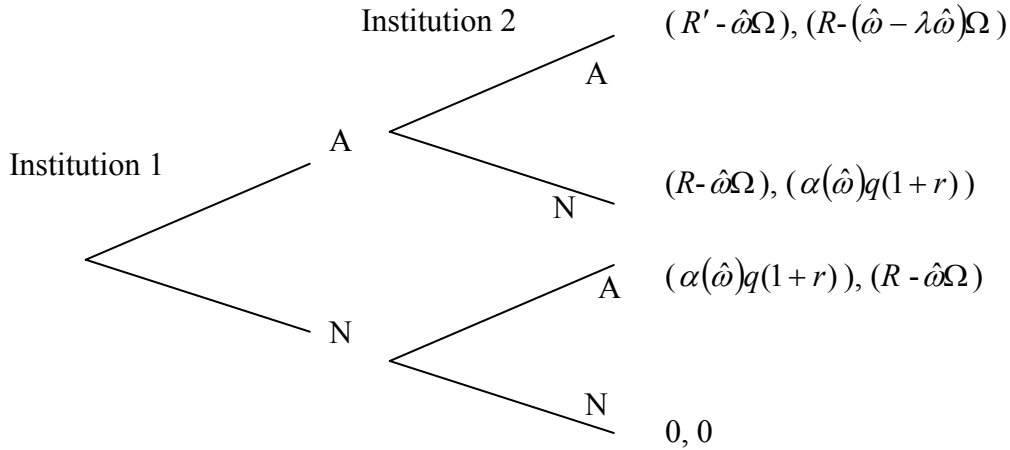 Institution 2
(R′ - ω̂Ω), (R-(ω̂ − λω̂)Ω)
A
A
Institution 1
N
(R- ω̂Ω), (α(ω̂)q(1 + r))
(α(ω̂)q(1 + r)), (R - ω̂Ω)
A
N
N
0, 0